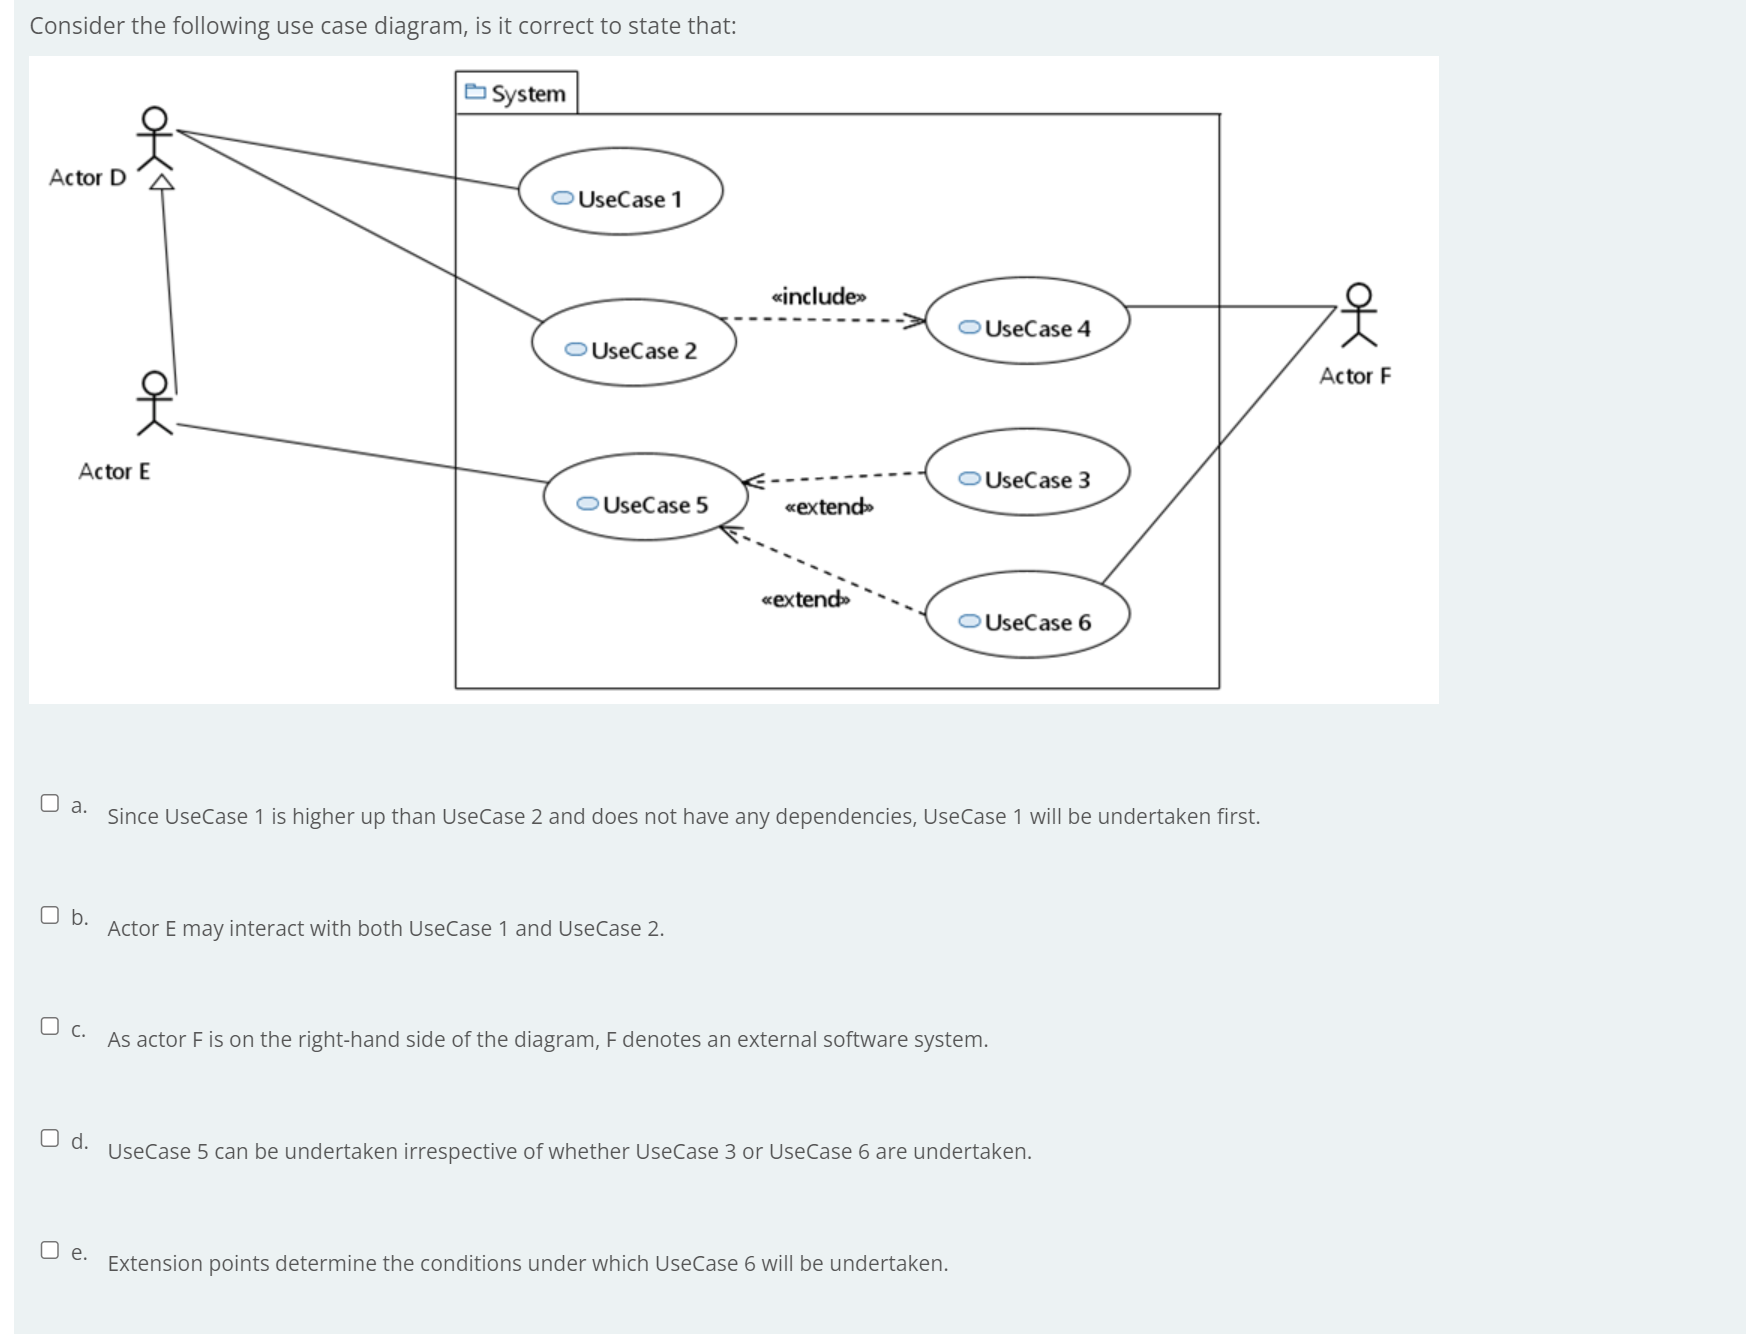 Consider the following use case diagram, is it correct to state that:
System
Actor D
UseCase 1
«include»
UseCase 4
UseCase 2
Actor F
Actor E
UseCase 3
UseCase 5
«extend»
«extend»
UseCase 6
a. Since UseCase 1 is higher up than UseCase 2 and does not have any dependencies, UseCase 1 will be undertaken first.
b. Actor E may interact with both UseCase 1 and UseCase 2.
c. As actor F is on the right-hand side of the diagram, F denotes an external software system.
d. UseCase 5 can be undertaken irrespective of whether UseCase 3 or UseCase 6 are undertaken.
e. Extension points determine the conditions under which UseCase 6 will be undertaken.